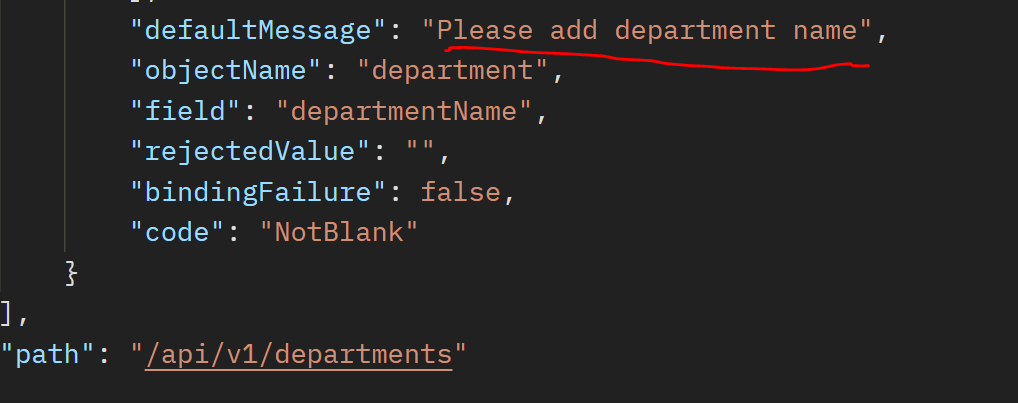 ],
"defaultMessage": "Please add department name",
"objectName": "department",
"field": "departmentName",
"rejectedValue": "",
"bindingFailure": false,
"code": "NotBlank"
}
],
"path": "/api/v1/departments"